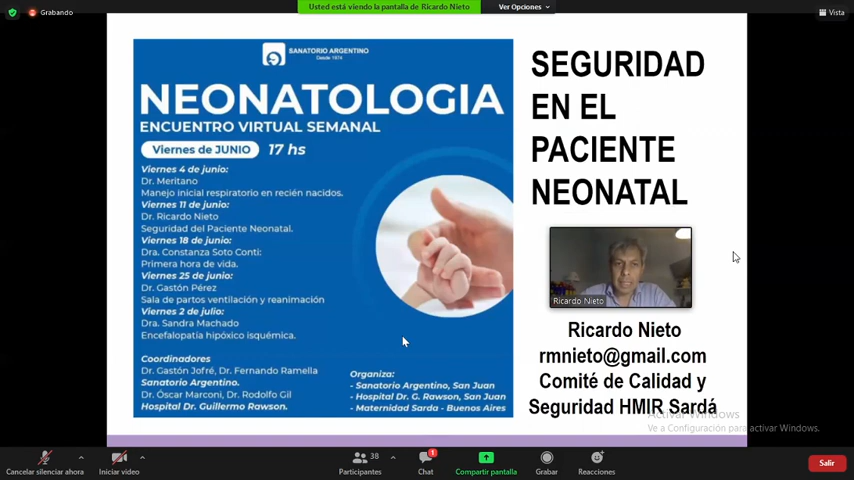 Grabando
Usted está viendo la pantalla de Ricardo Nieto
Ver Opciones
Vista
SANATORIO ARGENTINO
Desde 1974
NEONATOLOGIA
ENCUENTRO VIRTUAL SEMANAL
Viernes de JUNIO 17 hs
Viernes 4 de junio:
Dr. Meritano
Manejo inicial respiratorio en recién nacidos.
Viernes 11 de junio:
Dr. Ricardo Nieto
Seguridad del Paciente Neonatal.
Viernes 18 de junio:
Dra. Constanza Soto Conti:
Primera hora de vida.
Viernes 25 de junio:
Dr. Gastón Pérez
Sala de partos ventilación y reanimación
Viernes 2 de julio:
Dra. Sandra Machado
Encefalopatia hipóxico isquémica.
Coordinadores
Dr. Gastón Jofré, Dr. Fernando Ramella
Sanatorio Argentino.
Dr. Óscar Marconi, Dr. Rodolfo Gil
Hospital Dr. Guillermo Rawson.
Organiza:
- Sanatorio Argentino, San Juan
- Hospital Dr. G. Rawson, San Juan
- Maternidad Sarda - Buenos Aires
SEGURIDAD
EN EL
PACIENTE
NEONATAL
Ricardo Nieto
Ricardo Nieto
rmnieto@gmail.com
Comité de Calidad y
Seguridad HMIR Sardá
Activar Windows
Ve a Configuración para activar Windows.
Cancelar silenciar ahora
Iniciar video
38
Participantes
1
Chat
Compartir pantalla
Grabar
Reacciones
Salir